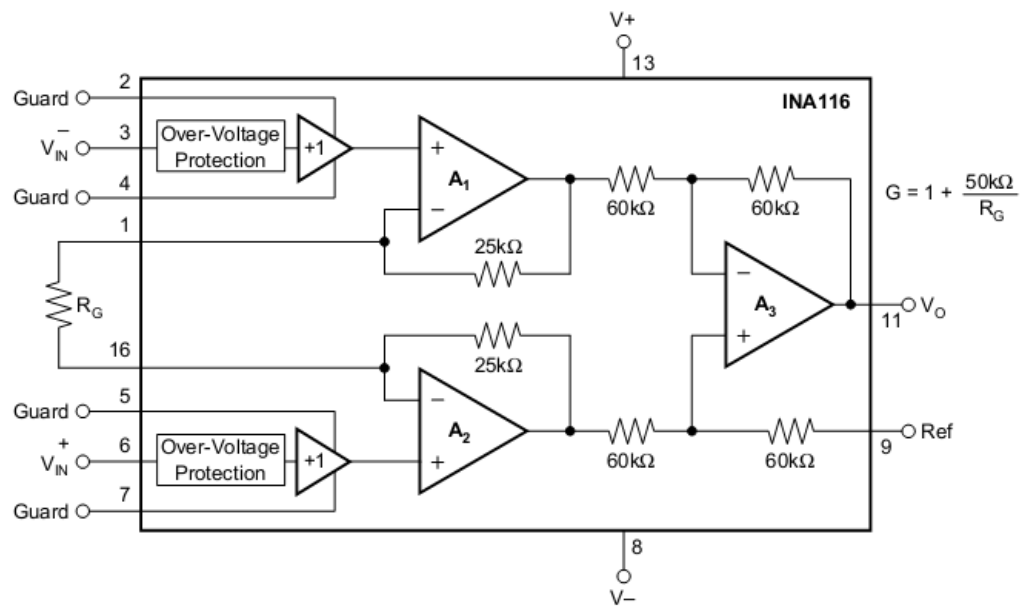 V+
13
INA116
2
Guard
3
V_IN^−
Over-Voltage
Protection
+1
4
Guard
+
A₁
−
60kΩ
60kΩ
G = 1 + 50kΩ
R_G
1
25kΩ
R_G
−
A₃
+
11
V_O
16
25kΩ
5
Guard
6
V_IN^+
Over-Voltage
Protection
+1
7
Guard
−
A₂
+
60kΩ
60kΩ
9
Ref
8
V−